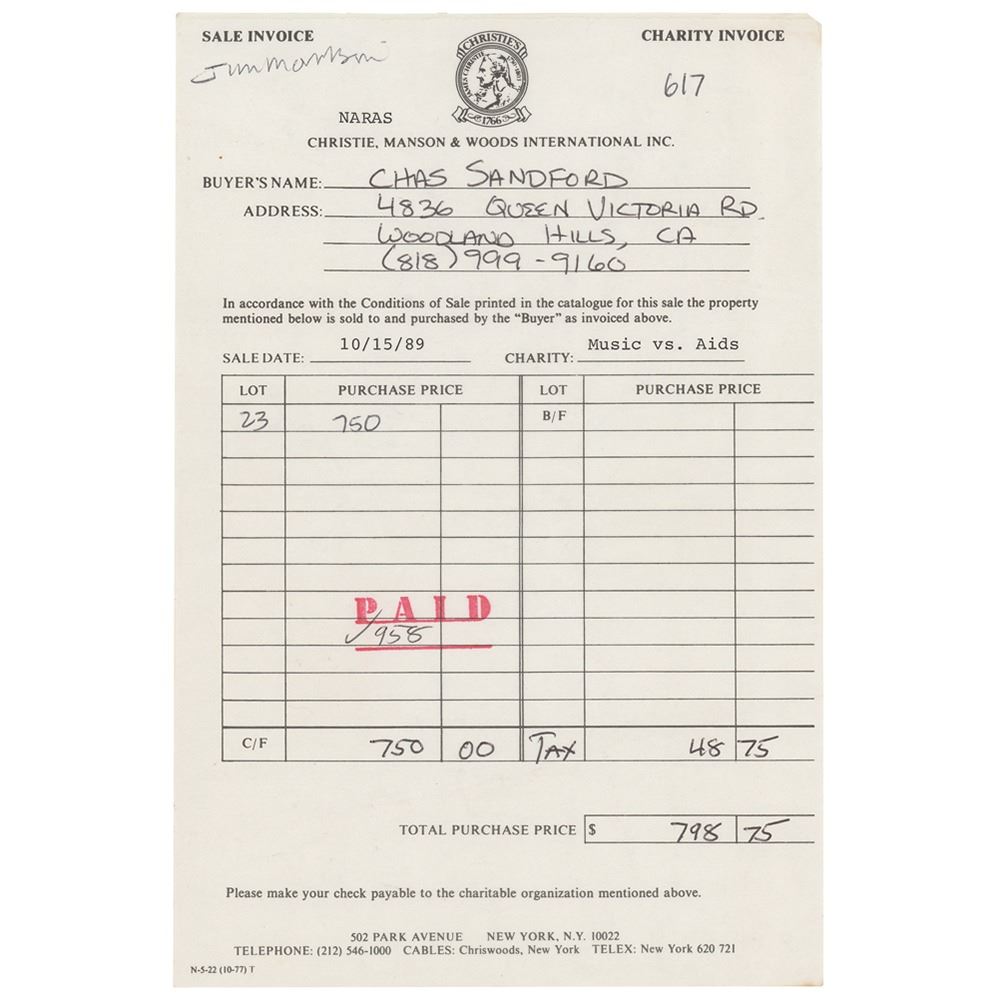 SALE INVOICE
CHARITY INVOICE
Jim Morrison
617
CHRISTIE'S
JAMES CHRISTIE 1730-1803
1766
NARAS
CHRISTIE, MANSON & WOODS INTERNATIONAL INC.
BUYER'S NAME: CHAS SANDFORD
ADDRESS: 4836 QUEEN VICTORIA RD.
WOODLAND HILLS, CA
(818) 999-9160
In accordance with the Conditions of Sale printed in the catalogue for this sale the property
mentioned below is sold to and purchased by the “Buyer” as invoiced above.
SALE DATE: 10/15/89 CHARITY: Music vs. Aids
LOT PURCHASE PRICE LOT PURCHASE PRICE
23 750 B/F
PAID
✓958
C/F 750 00 TAX 48 75
TOTAL PURCHASE PRICE $ 798 75
Please make your check payable to the charitable organization mentioned above.
502 PARK AVENUE NEW YORK, N.Y. 10022
TELEPHONE: (212) 546-1000 CABLES: Chriswoods, New York TELEX: New York 620 721
N-5-22 (10-77) T